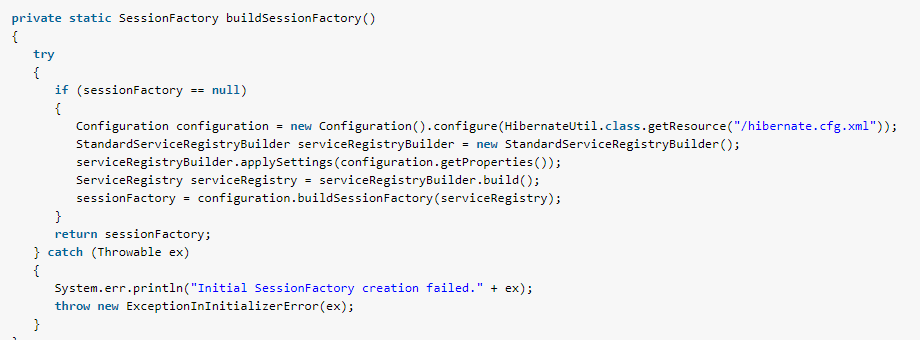 private static SessionFactory buildSessionFactory()
{
try
{
if (sessionFactory == null)
{
Configuration configuration = new Configuration().configure(HibernateUtil.class.getResource("/hibernate.cfg.xml"));
StandardServiceRegistryBuilder serviceRegistryBuilder = new StandardServiceRegistryBuilder();
serviceRegistryBuilder.applySettings(configuration.getProperties());
ServiceRegistry serviceRegistry = serviceRegistryBuilder.build();
sessionFactory = configuration.buildSessionFactory(serviceRegistry);
}
return sessionFactory;
} catch (Throwable ex)
{
System.err.println("Initial SessionFactory creation failed." + ex);
throw new ExceptionInInitializerError(ex);
}